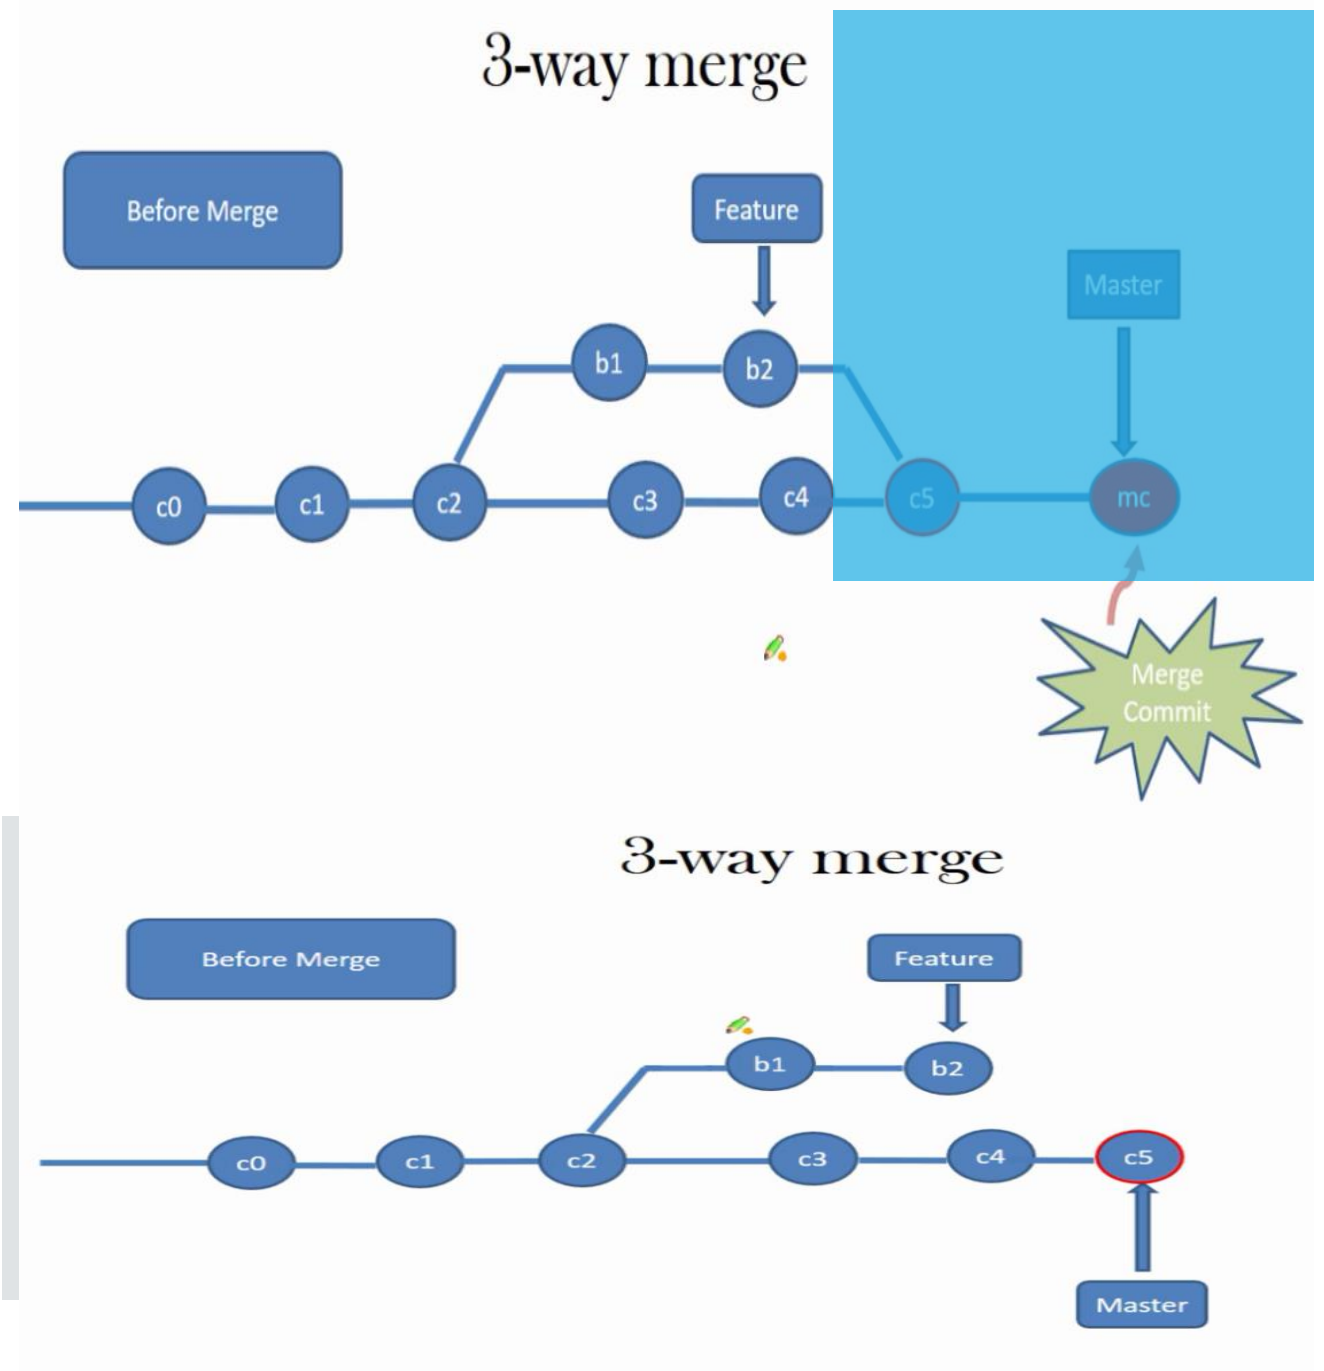 3-way merge
Before Merge
Feature
Master
b1
b2
c0
c1
c2
c3
c4
c5
mc
Merge
Commit
3-way merge
Before Merge
Feature
b1
b2
c0
c1
c2
c3
c4
c5
Master